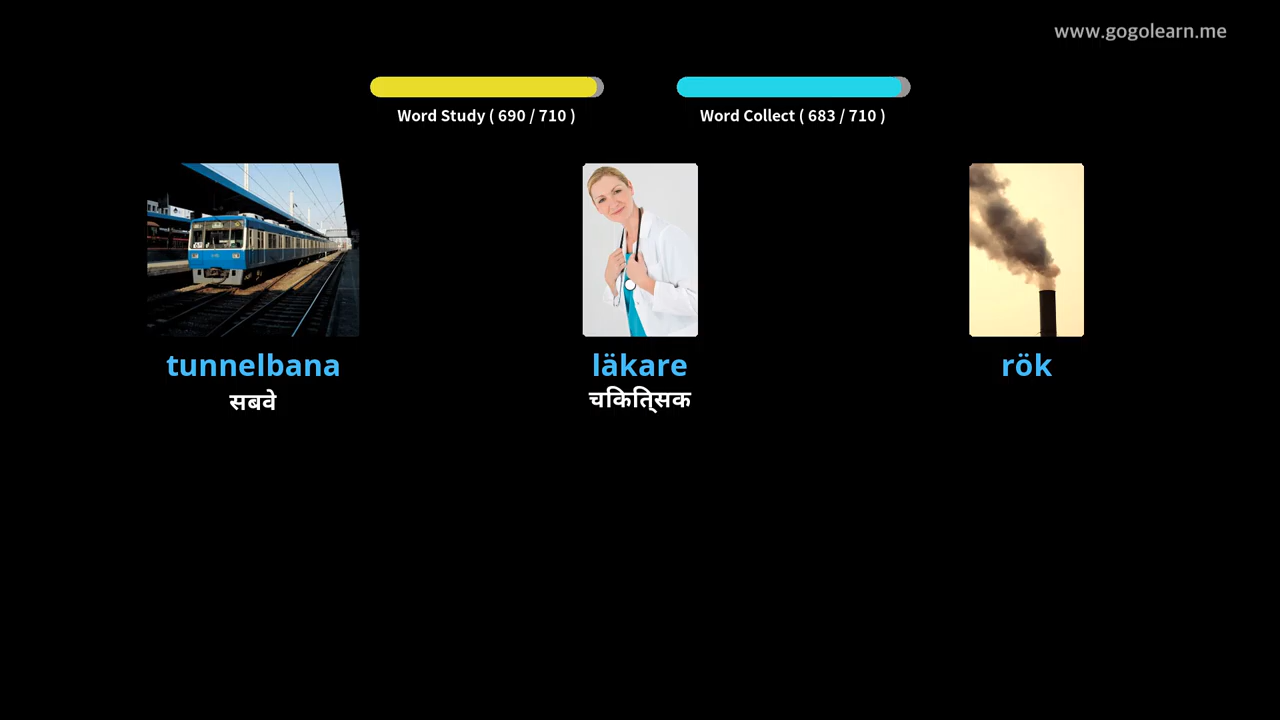 www.gogolearn.me
Word Study ( 690 / 710 )
Word Collect ( 683 / 710 )
tunnelbana
läkare
rök
सबवे
चिकित्सक